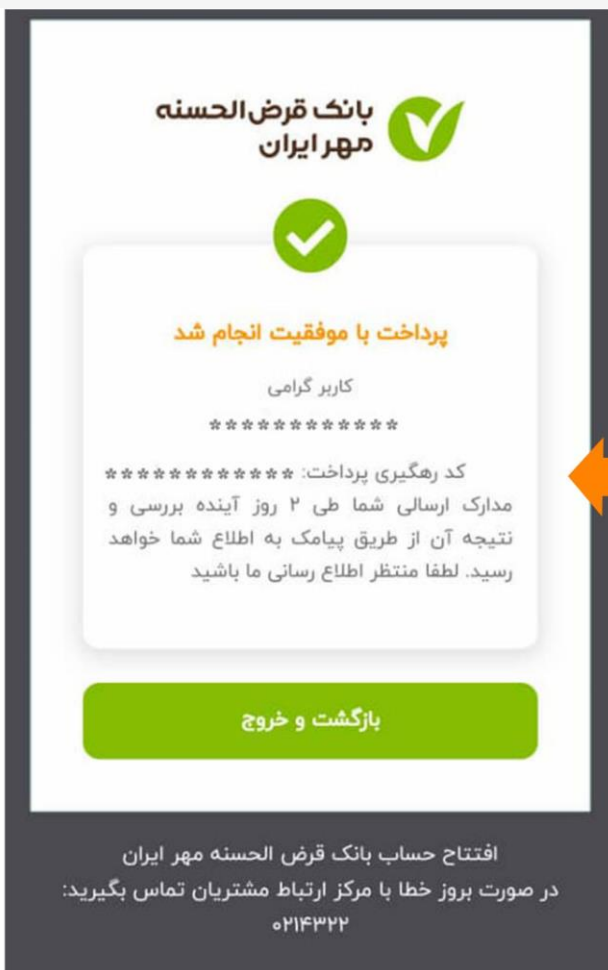 بانک قرض‌الحسنه
مهر ایران
پرداخت با موفقیت انجام شد
کاربر گرامی
************
کد رهگیری پرداخت: ************
مدارک ارسالی شما طی ۲ روز آینده بررسی و
نتیجه آن از طریق پیامک به اطلاع شما خواهد
رسید. لطفا منتظر اطلاع رسانی ما باشید
بازگشت و خروج
افتتاح حساب بانک قرض الحسنه مهر ایران
در صورت بروز خطا با مرکز ارتباط مشتریان تماس بگیرید:
۰۲۱۴۳۲۲